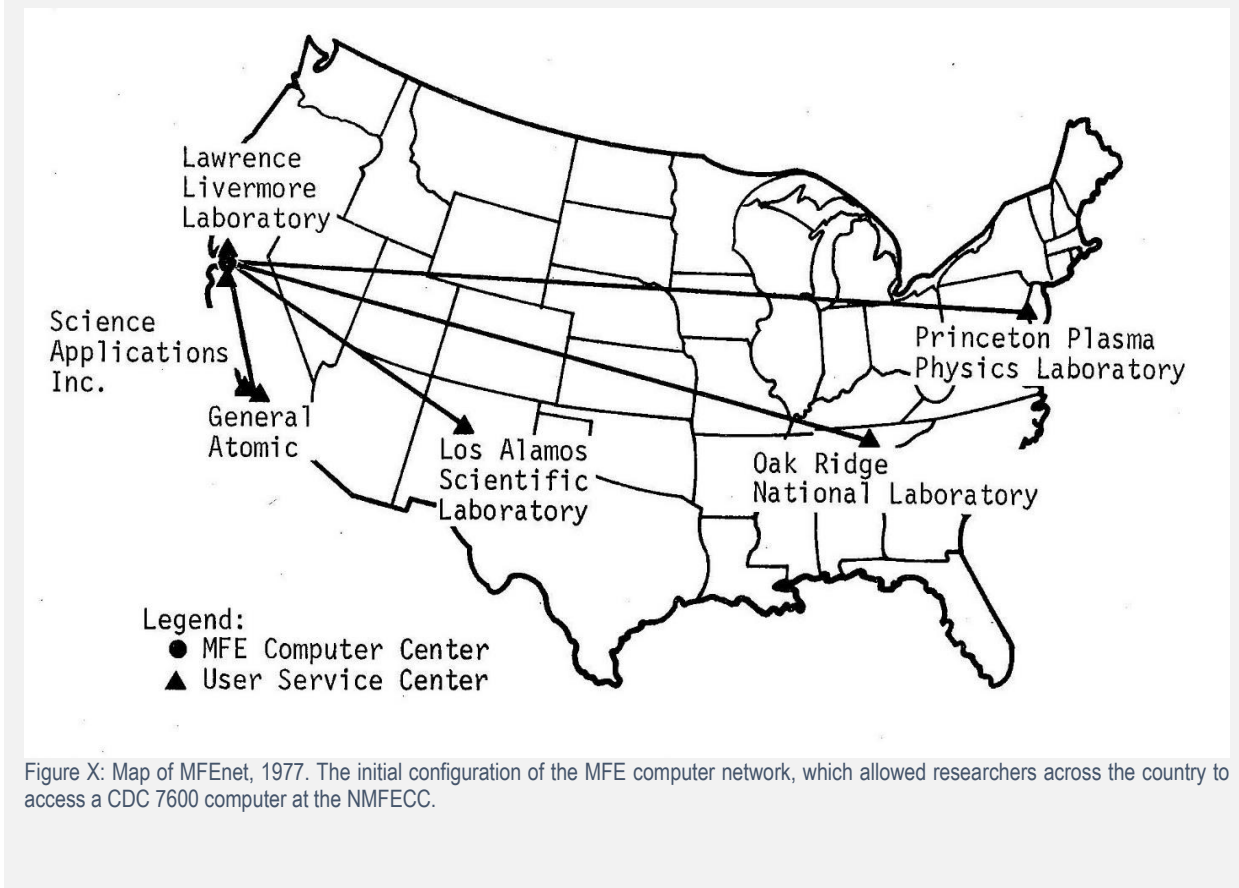 Lawrence
Livermore
Laboratory
Science
Applications
Inc.
General
Atomic
Los Alamos
Scientific
Laboratory
Princeton Plasma
Physics Laboratory
Oak Ridge
National Laboratory
Legend:
● MFE Computer Center
▲ User Service Center
Figure X: Map of MFEnet, 1977. The initial configuration of the MFE computer network, which allowed researchers across the country to
access a CDC 7600 computer at the NMFECC.